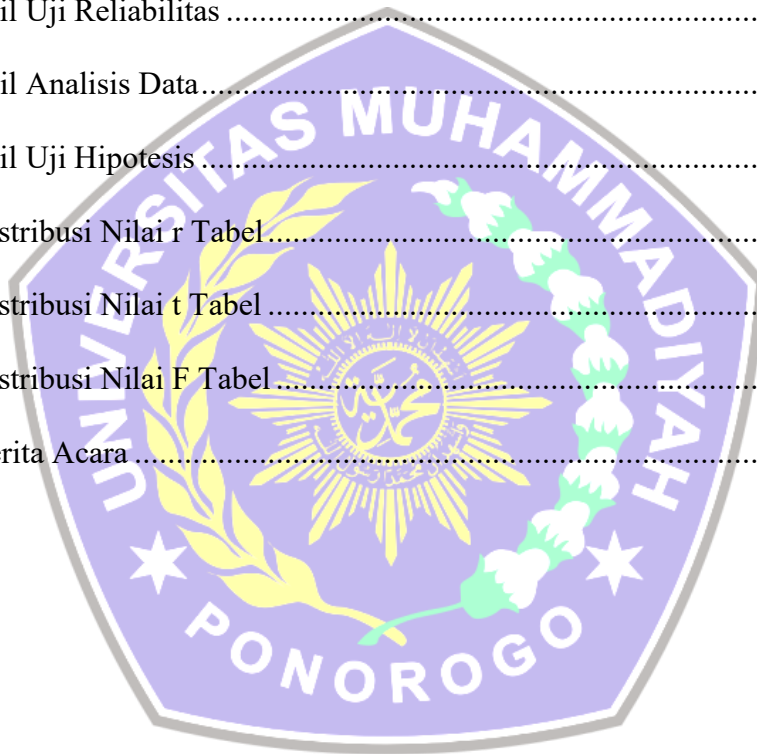 il Uji Reliabilitas ....................................................................
il Analisis Data.......................................................................
il Uji Hipotesis .......................................................................
stribusi Nilai r Tabel..............................................................
stribusi Nilai t Tabel ..............................................................
stribusi Nilai F Tabel .............................................................
erita Acara ...............................................................................
UNIVERSITAS MUHAMMADIYAH
محمدية
PONOROGO